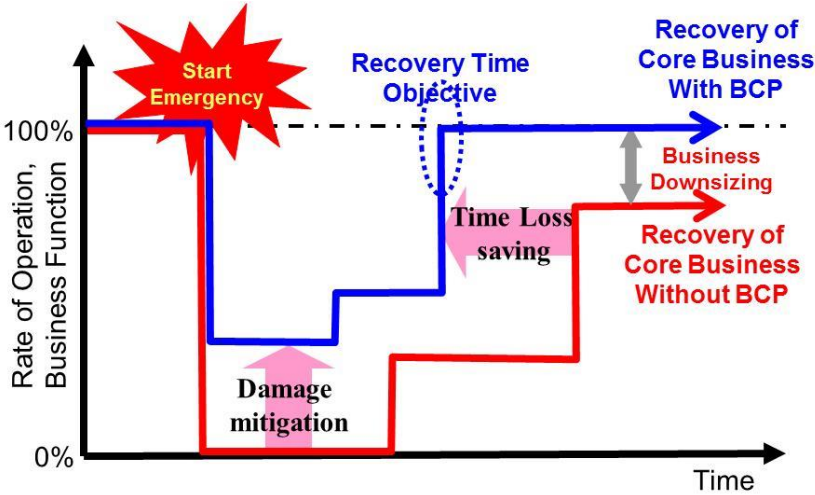 Start
Emergency
Recovery Time
Objective
Recovery of
Core Business
With BCP
100%
Business
Downsizing
Time Loss
saving
Recovery of
Core Business
Without BCP
Rate of Operation,
Business Function
Damage
mitigation
0%
Time